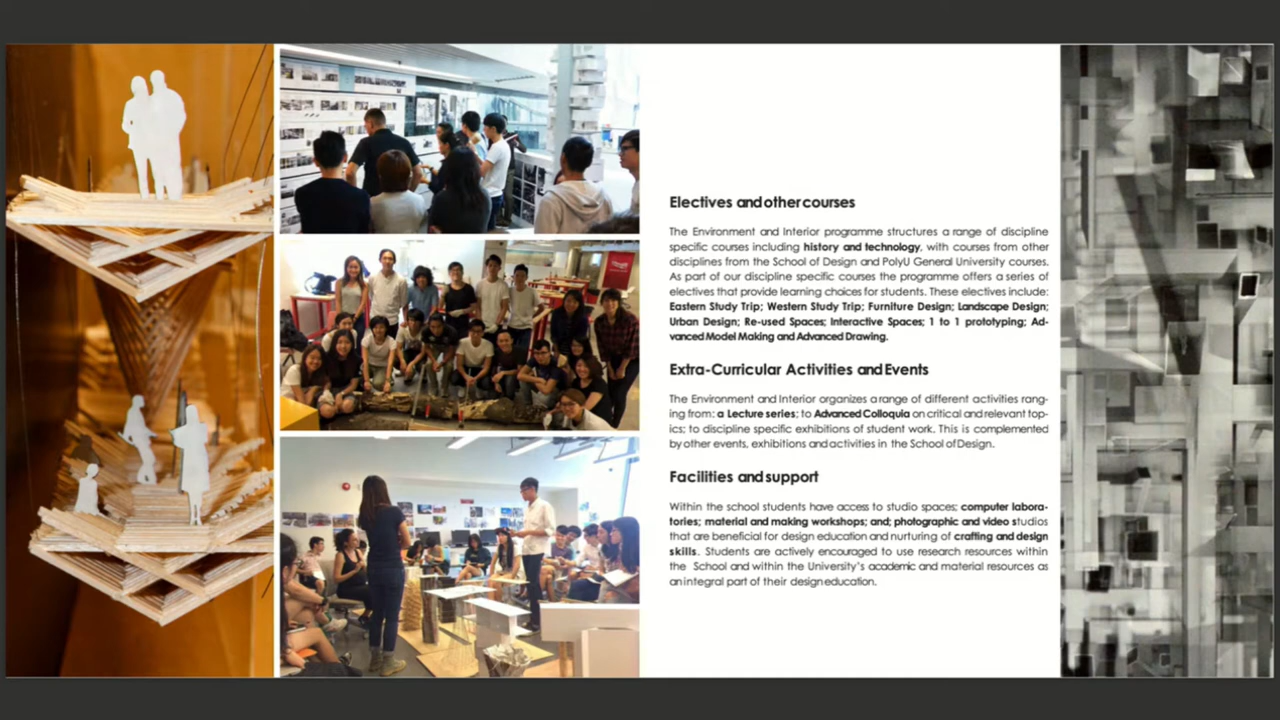 Electives and other courses
The Environment and Interior programme structures a range of discipline
specific courses including history and technology, with courses from other
disciplines from the School of Design and PolyU General University courses.
As part of our discipline specific courses the programme offers a series of
electives that provide learning choices for students. These electives include:
Eastern Study Trip; Western Study Trip; Furniture Design; Landscape Design;
Urban Design; Re-used Spaces; Interactive Spaces; 1 to 1 prototyping; Ad-
vanced Model Making and Advanced Drawing.
Extra-Curricular Activities and Events
The Environment and Interior organizes a range of different activities rang-
ing from: a Lecture series; to Advanced Colloquia on critical and relevant top-
ics; to discipline specific exhibitions of student work. This is complemented
by other events, exhibitions and activities in the School of Design.
Facilities and support
Within the school students have access to studio spaces; computer labora-
tories; material and making workshops; and; photographic and video studios
that are beneficial for design education and nurturing of crafting and design
skills. Students are actively encouraged to use research resources within
the School and within the University's academic and material resources as
an integral part of their design education.